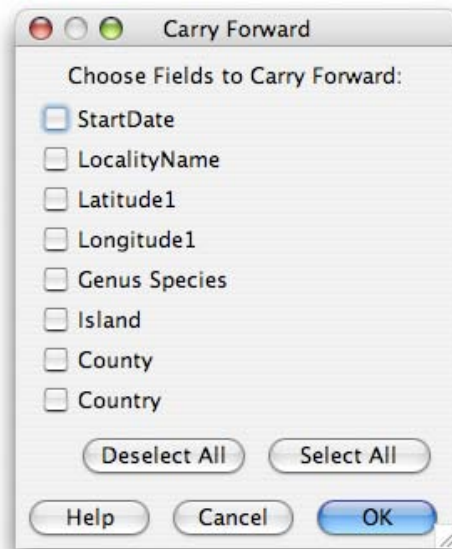 Carry Forward
Choose Fields to Carry Forward:
StartDate
LocalityName
Latitude1
Longitude1
Genus Species
Island
County
Country
Deselect All Select All
Help Cancel OK